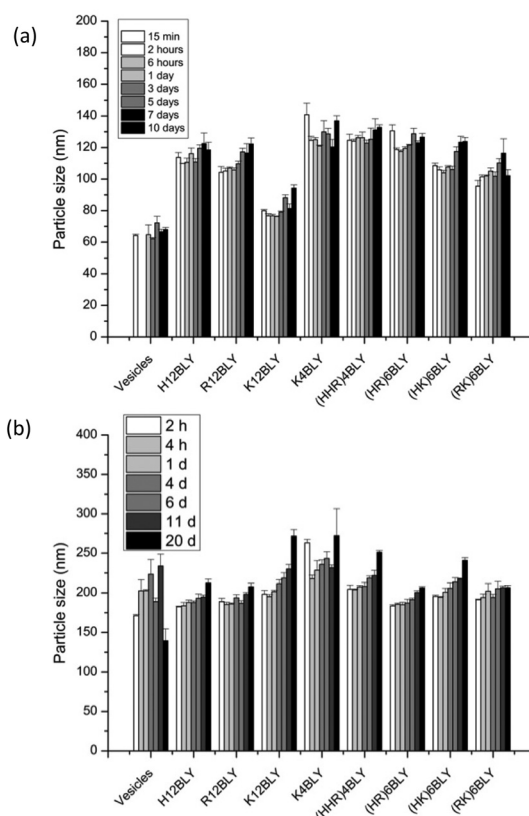 (a)
200
180
160
140
120
100
80
60
40
20
0
Particle size (nm)
15 min
2 hours
6 hours
1 day
3 days
5 days
7 days
10 days
Vesicles
H12BLY
R12BLY
K12BLY
K4BLY
(HHR)4BLY
(HR)6BLY
(HK)6BLY
(RK)6BLY
(b)
400
350
300
250
200
150
100
50
0
Particle size (nm)
2 h
4 h
1 d
4 d
6 d
11 d
20 d
Vesicles
H12BLY
R12BLY
K12BLY
K4BLY
(HHR)4BLY
(HR)6BLY
(HK)6BLY
(RK)6BLY